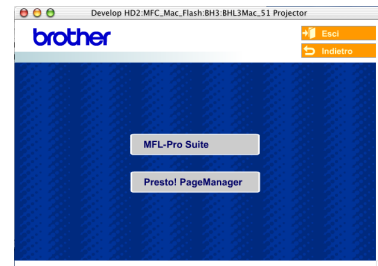 Develop HD2:MFC_Mac_Flash:BH3:BHL3Mac_51 Projector
brother
Esci
Indietro
MFL-Pro Suite
Presto! PageManager